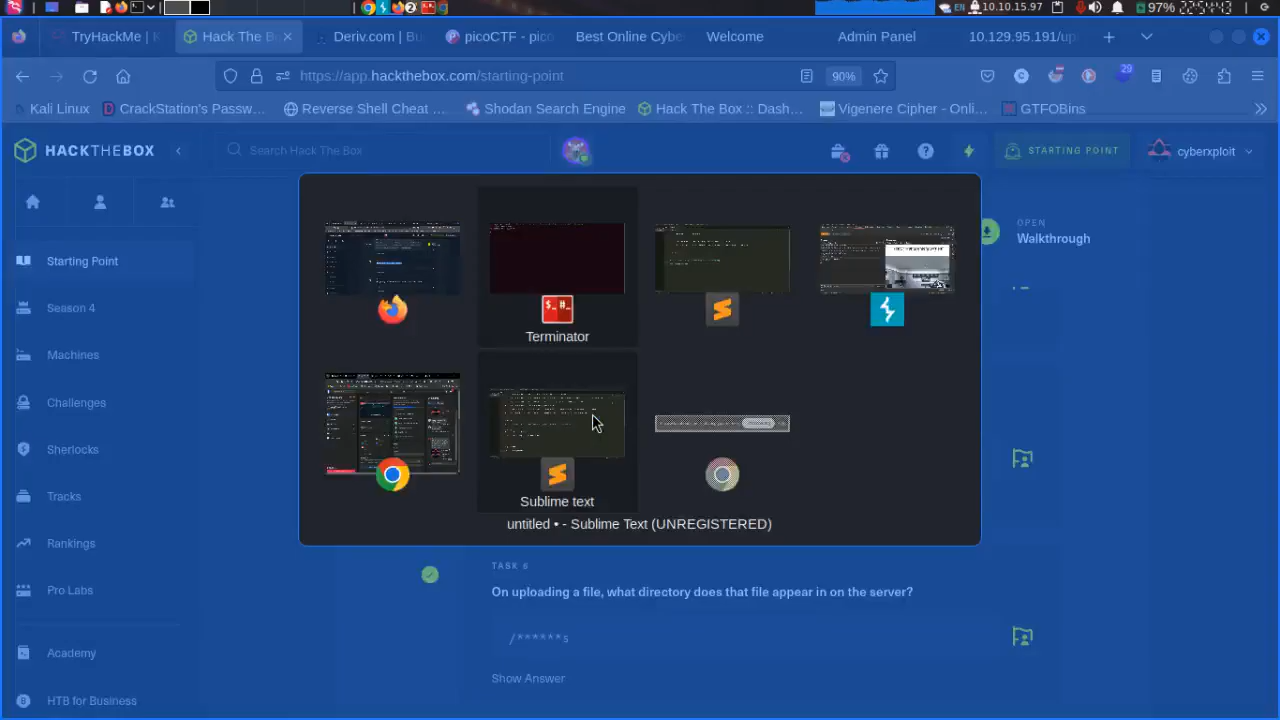 EN 10.10.15.97 97% 22:54:43
TryHackMe | K Hack The B Deriv.com | Bu picoCTF - pico Best Online Cybe Welcome Admin Panel 10.129.95.191/up
https://app.hackthebox.com/starting-point 90% 29
Kali Linux CrackStation's Passw… Reverse Shell Cheat … Shodan Search Engine Hack The Box :: Dash… Vigenere Cipher - Onli… GTFOBins
HACKTHEBOX Search Hack The Box STARTING POINT cyberxploit
OPEN
Walkthrough
Starting Point
Season 4
Machines
Challenges
Sherlocks
Tracks
Rankings
Pro Labs
Academy
HTB for Business
Terminator
Sublime text
untitled • - Sublime Text (UNREGISTERED)
TASK 6
On uploading a file, what directory does that file appear in on the server?
/******s
Show Answer